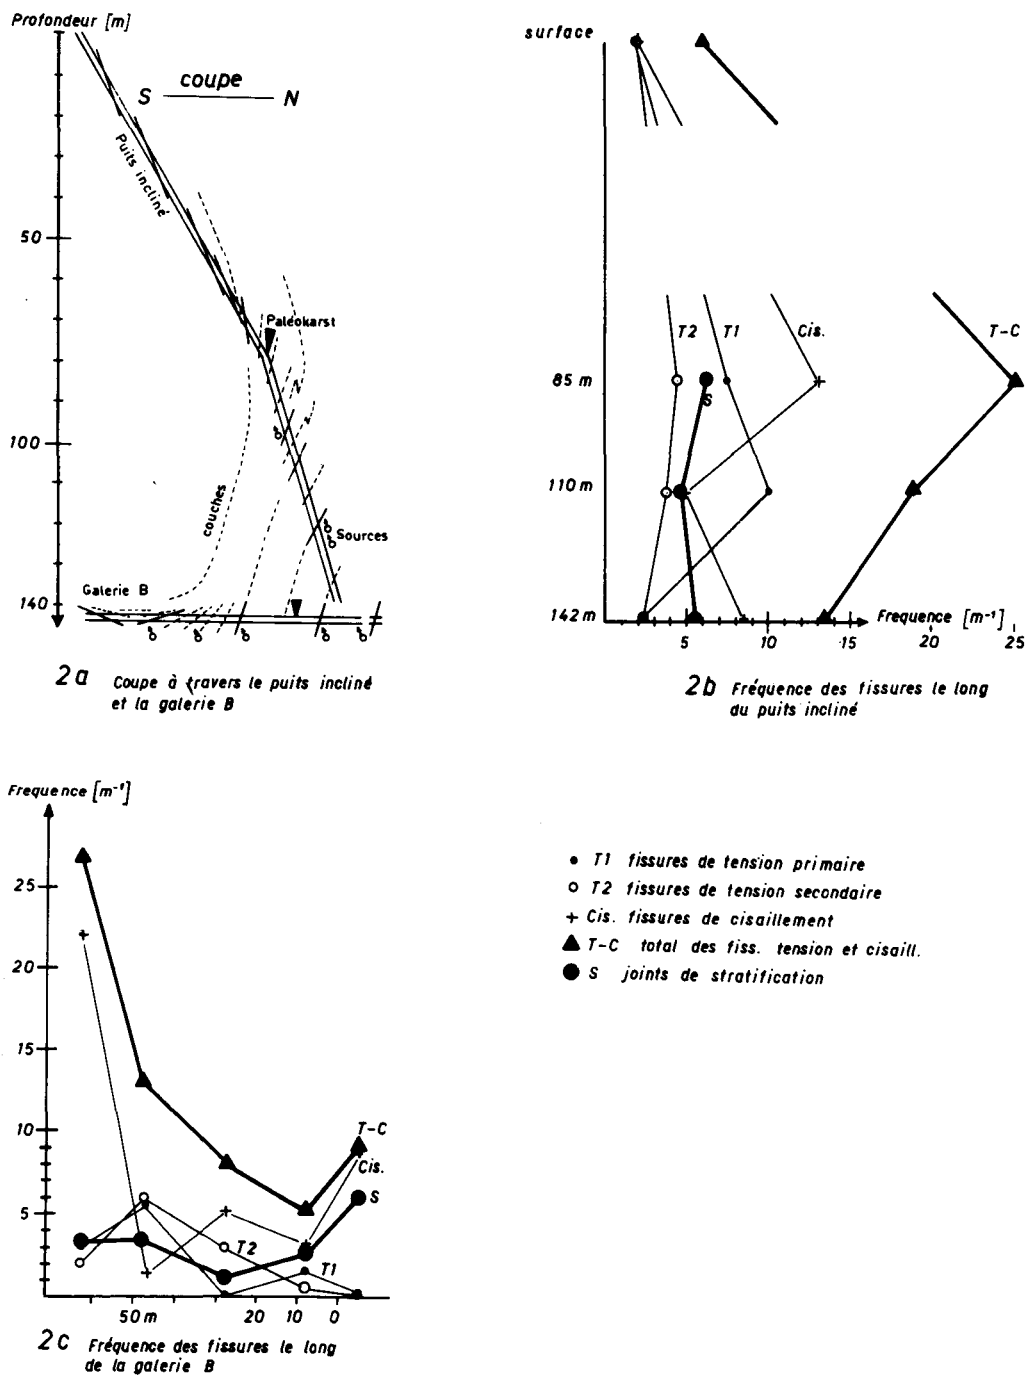 Profondeur [m]
coupe
S N
Puits incliné
50
Paléokarst
100
couches
Sources
Galerie B
140
2a Coupe à travers le puits incliné
et la galerie B
surface
T2 T1 Cis. T-C
85 m
S
110 m
142 m
Frequence [m⁻¹]
5 10 15 20 25
2b Fréquence des fissures le long
du puits incliné
Fréquence [m⁻¹]
25
20
15
10
5
T-C
Cis.
S
T2
T1
50 m 20 10 0
2c Fréquence des fissures le long
de la galerie B
T1 fissures de tension primaire
T2 fissures de tension secondaire
Cis. fissures de cisaillement
T-C total des fiss. tension et cisaill.
S joints de stratification